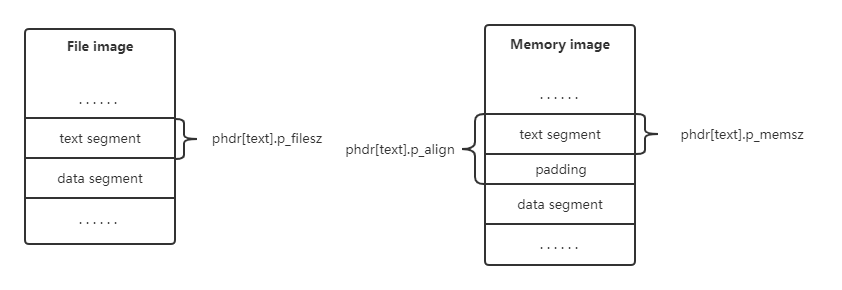 File image
......
text segment
data segment
......
phdr[text].p_filesz
Memory image
......
text segment
padding
data segment
......
phdr[text].p_align
phdr[text].p_memsz